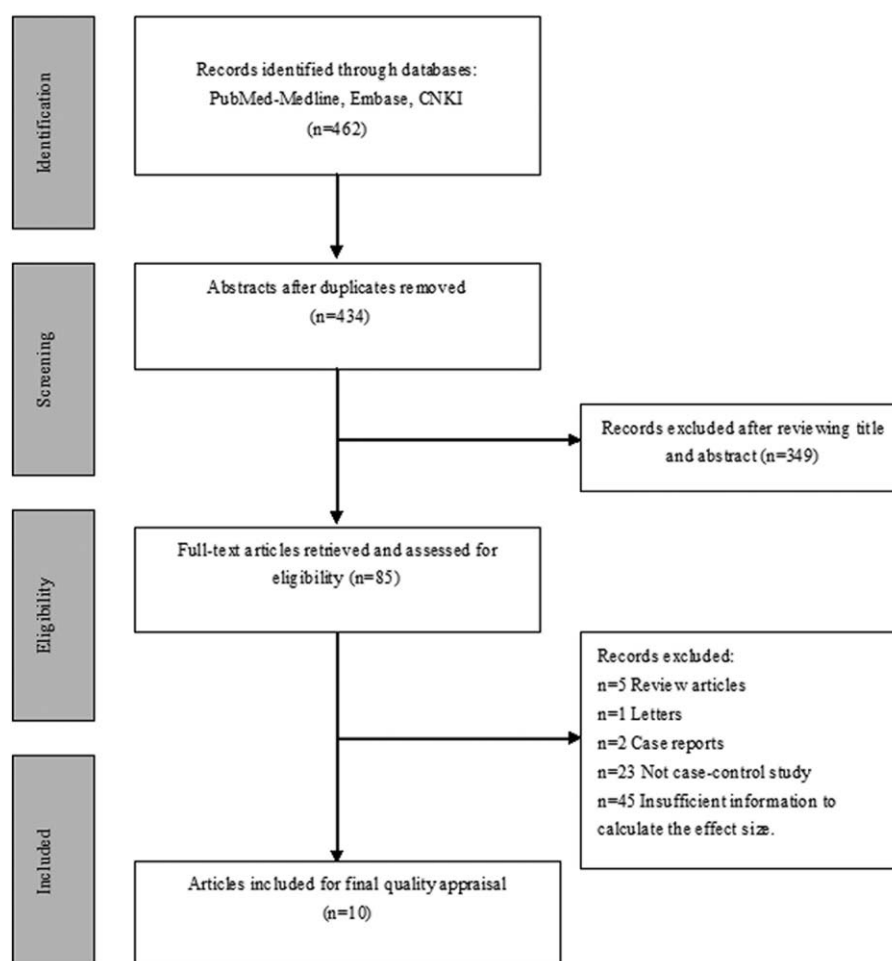 Identification
Records identified through databases:
PubMed-Medline, Embase, CNKI
(n=462)
Screening
Abstracts after duplicates removed
(n=434)
Records excluded after reviewing title
and abstract (n=349)
Eligibility
Full-text articles retrieved and assessed for
eligibility (n=85)
Records excluded:
n=5 Review articles
n=1 Letters
n=2 Case reports
n=23 Not case-control study
n=45 Insufficient information to
calculate the effect size.
Included
Articles included for final quality appraisal
(n=10)